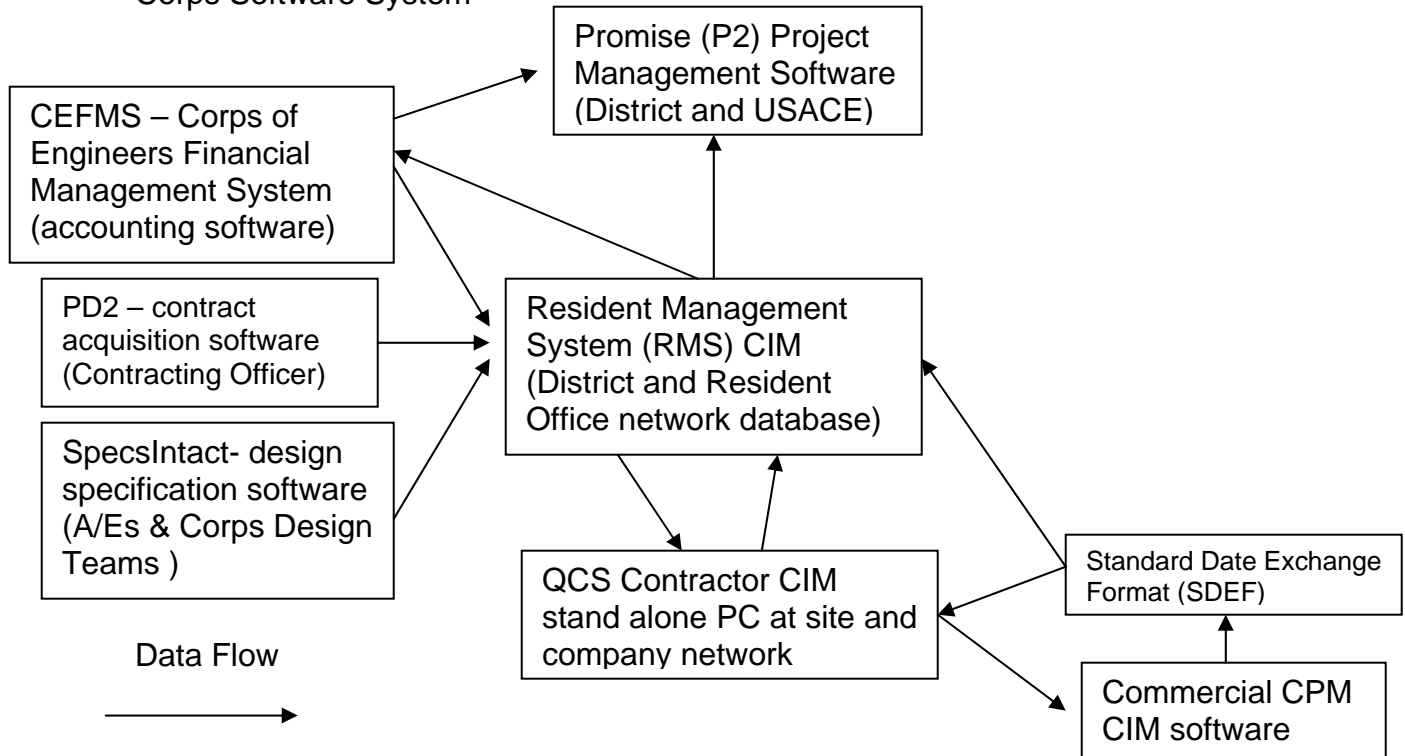 Corps Software System
Promise (P2) Project
Management Software
(District and USACE)
CEFMS – Corps of
Engineers Financial
Management System
(accounting software)
PD2 – contract
acquisition software
(Contracting Officer)
Resident Management
System (RMS) CIM
(District and Resident
Office network database)
SpecsIntact- design
specification software
(A/Es & Corps Design
Teams )
QCS Contractor CIM
stand alone PC at site and
company network
Standard Date Exchange
Format (SDEF)
Data Flow
Commercial CPM
CIM software